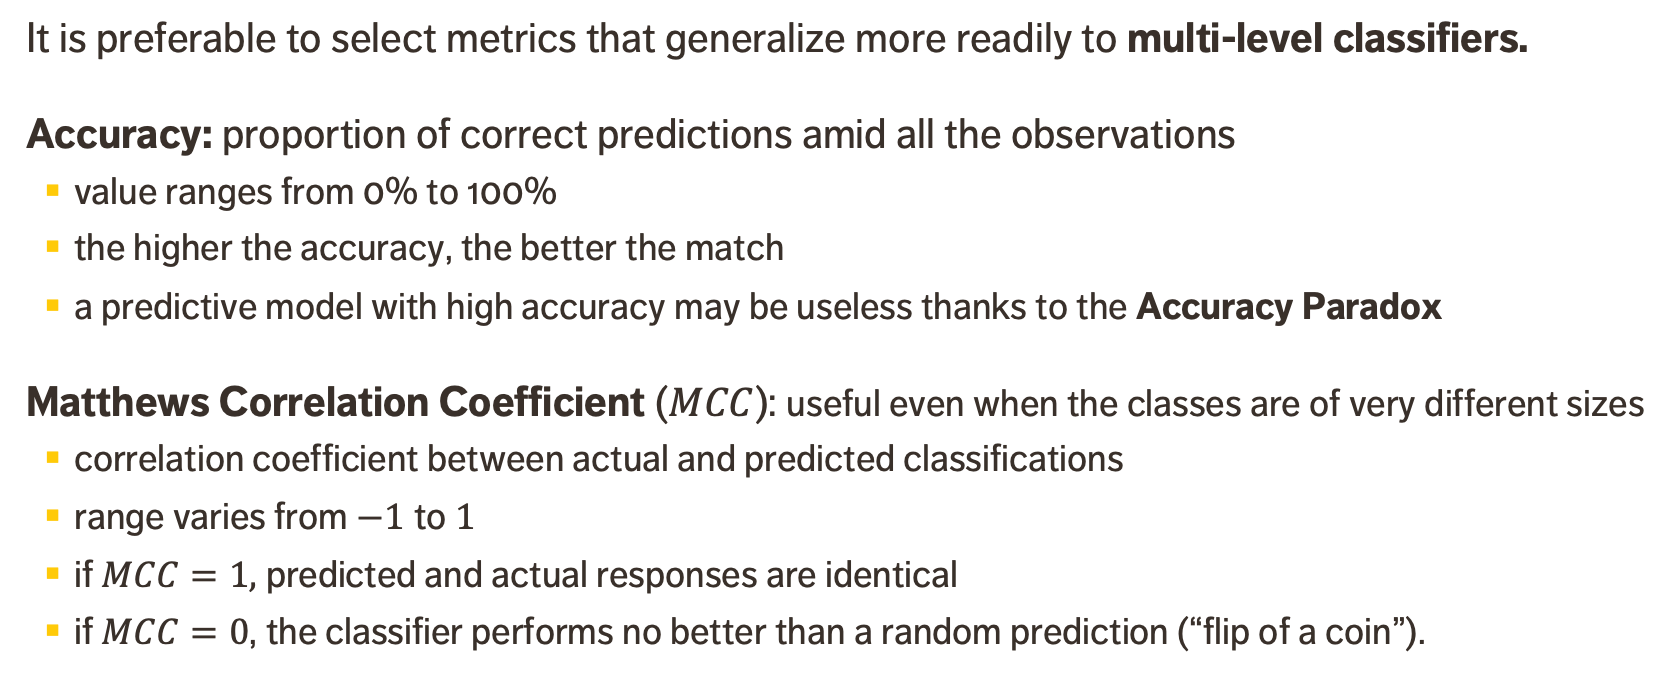 It is preferable to select metrics that generalize more readily to multi-level classifiers.
Accuracy: proportion of correct predictions amid all the observations
▪ value ranges from 0% to 100%
▪ the higher the accuracy, the better the match
▪ a predictive model with high accuracy may be useless thanks to the Accuracy Paradox
Matthews Correlation Coefficient (MCC): useful even when the classes are of very different sizes
▪ correlation coefficient between actual and predicted classifications
▪ range varies from −1 to 1
▪ if MCC = 1, predicted and actual responses are identical
▪ if MCC = 0, the classifier performs no better than a random prediction (“flip of a coin”).